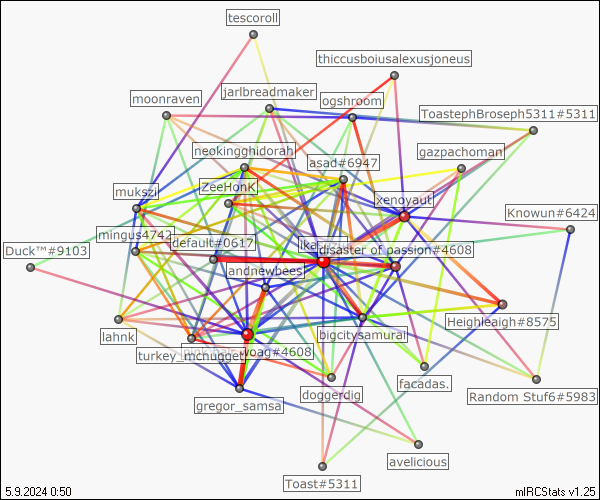 tescoroll
thiccusboiusalexusjoneus
moonraven
jarlbreadmaker
ogshroom
ToastephBroseph5311#5311
neokingghidorah
asad#6947
gazpachoman
mukszi
ZeeHonK
xenoyaut
Knowun#6424
mingus4742
default#0617
disaster of passion#4608
Duck™#9103
andnewbees
Heighleaigh#8575
lahnk
turkey_mcnugget
voag#4608
bigcitysamurai
gregor_samsa
doggerdig
facadas.
Random Stuf6#5983
avelicious
Toast#5311
5.9.2024 0:50
mIRCStats v1.25